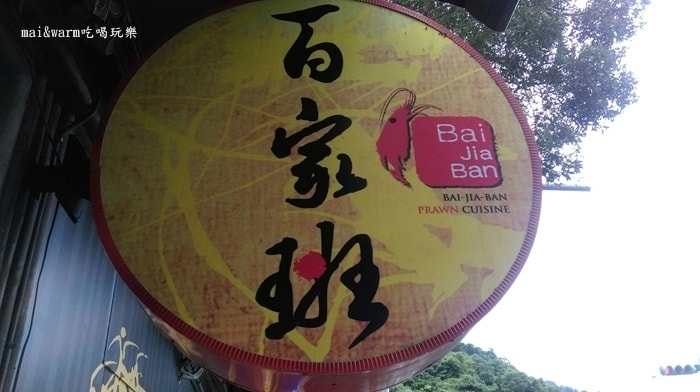 mai&warm吃喝玩樂
百家班
Bai
Jia
Ban
BAI-JIA-BAN
PRAWN CUISINE